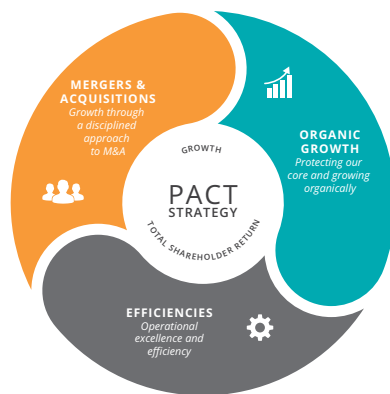 MERGERS &
ACQUISITIONS
Growth through
a disciplined
approach
to M&A
ORGANIC
GROWTH
Protecting our
core and growing
organically
GROWTH
PACT
STRATEGY
TOTAL SHAREHOLDER RETURN
EFFICIENCIES
Operational
excellence and
efficiency